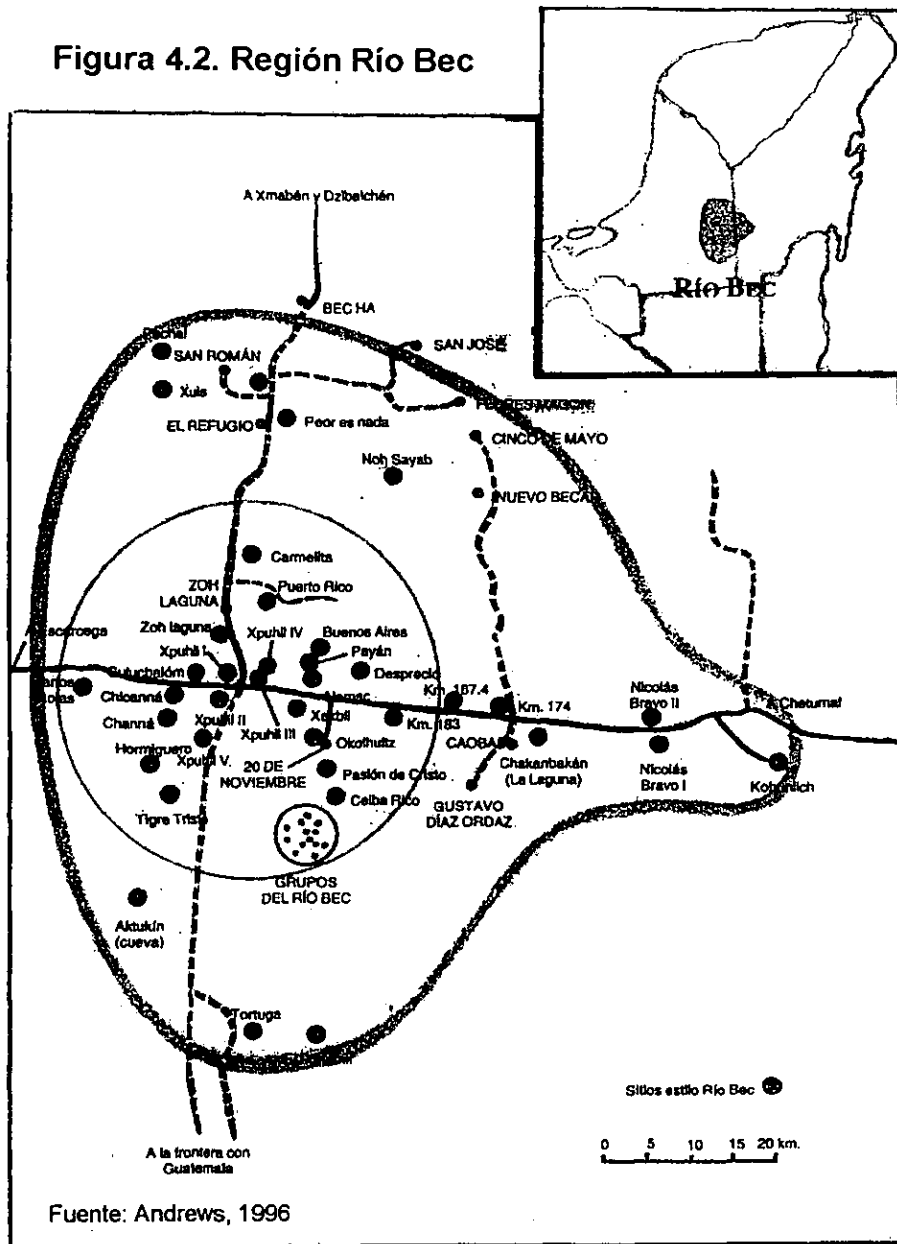 Figura 4.2. Región Río Bec
Río Bec
A Xmabén y Dzibalchén
BEC HA
SAN JOSÉ
SAN ROMÁN
Xuls
EL REFUGIO
Peor es nada
CINCO DE MAYO
Noh Sayab
NUEVO BECAL
Carmelita
ZOH
LAGUNA
Puerto Rico
Zoh laguna
Xpuhil IV
Buenos Aires
Xpuhil I
Payán
Desprecio
Km. 167.4
Nicolás
Bravo II
A Chetumal
Chicanná
Km. 174
Channá
Xpuhil II
Xpuhil III
Km. 163
Hormiguero
Xpuhil V.
Okolhuitz
CAOBAS
20 DE
NOVIEMBRE
Chakanbakán
(La Laguna)
Nicolás
Bravo I
Kohunlich
Pasión de Cristo
Tigre Triste
Ceiba Rico
GUSTAVO
DÍAZ ORDAZ
GRUPOS
DEL RÍO BEC
Aktukín
(cueva)
Tortuga
Sitios estilo Río Bec
0 5 10 15 20 km.
A la frontera con
Guatemala
Fuente: Andrews, 1996